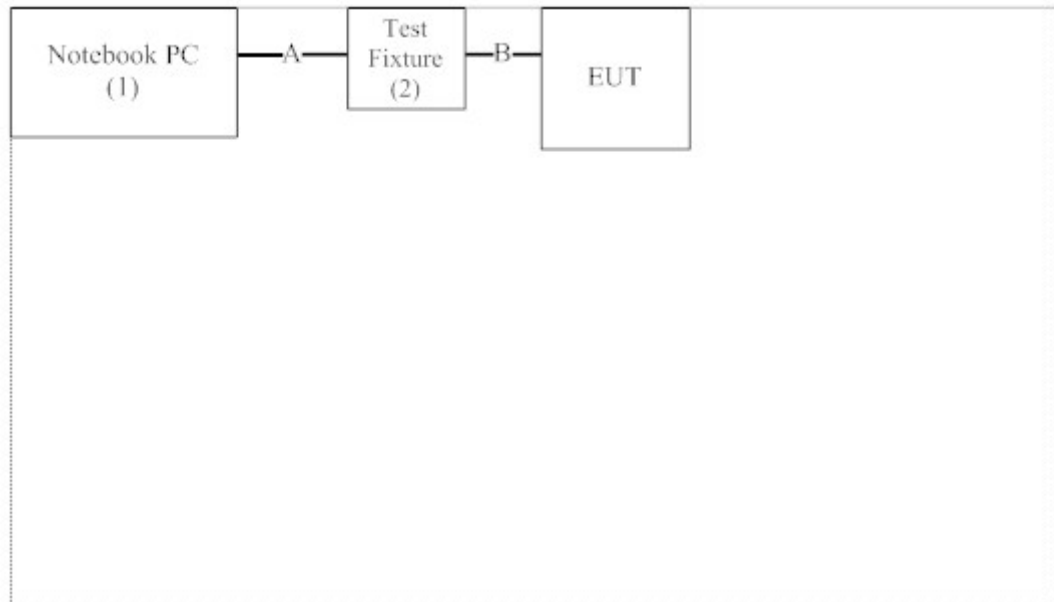 Notebook PC
(1)
A
Test
Fixture
(2)
B
EUT